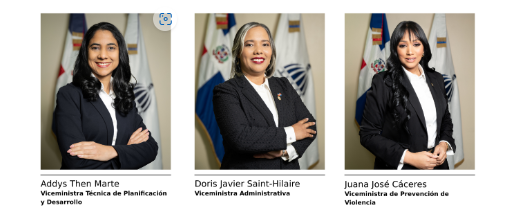 Addys Then Marte
Viceministra Técnica de Planificación
y Desarrollo
Doris Javier Saint-Hilaire
Viceministra Administrativa
Juana José Cáceres
Viceministra de Prevención de
Violencia